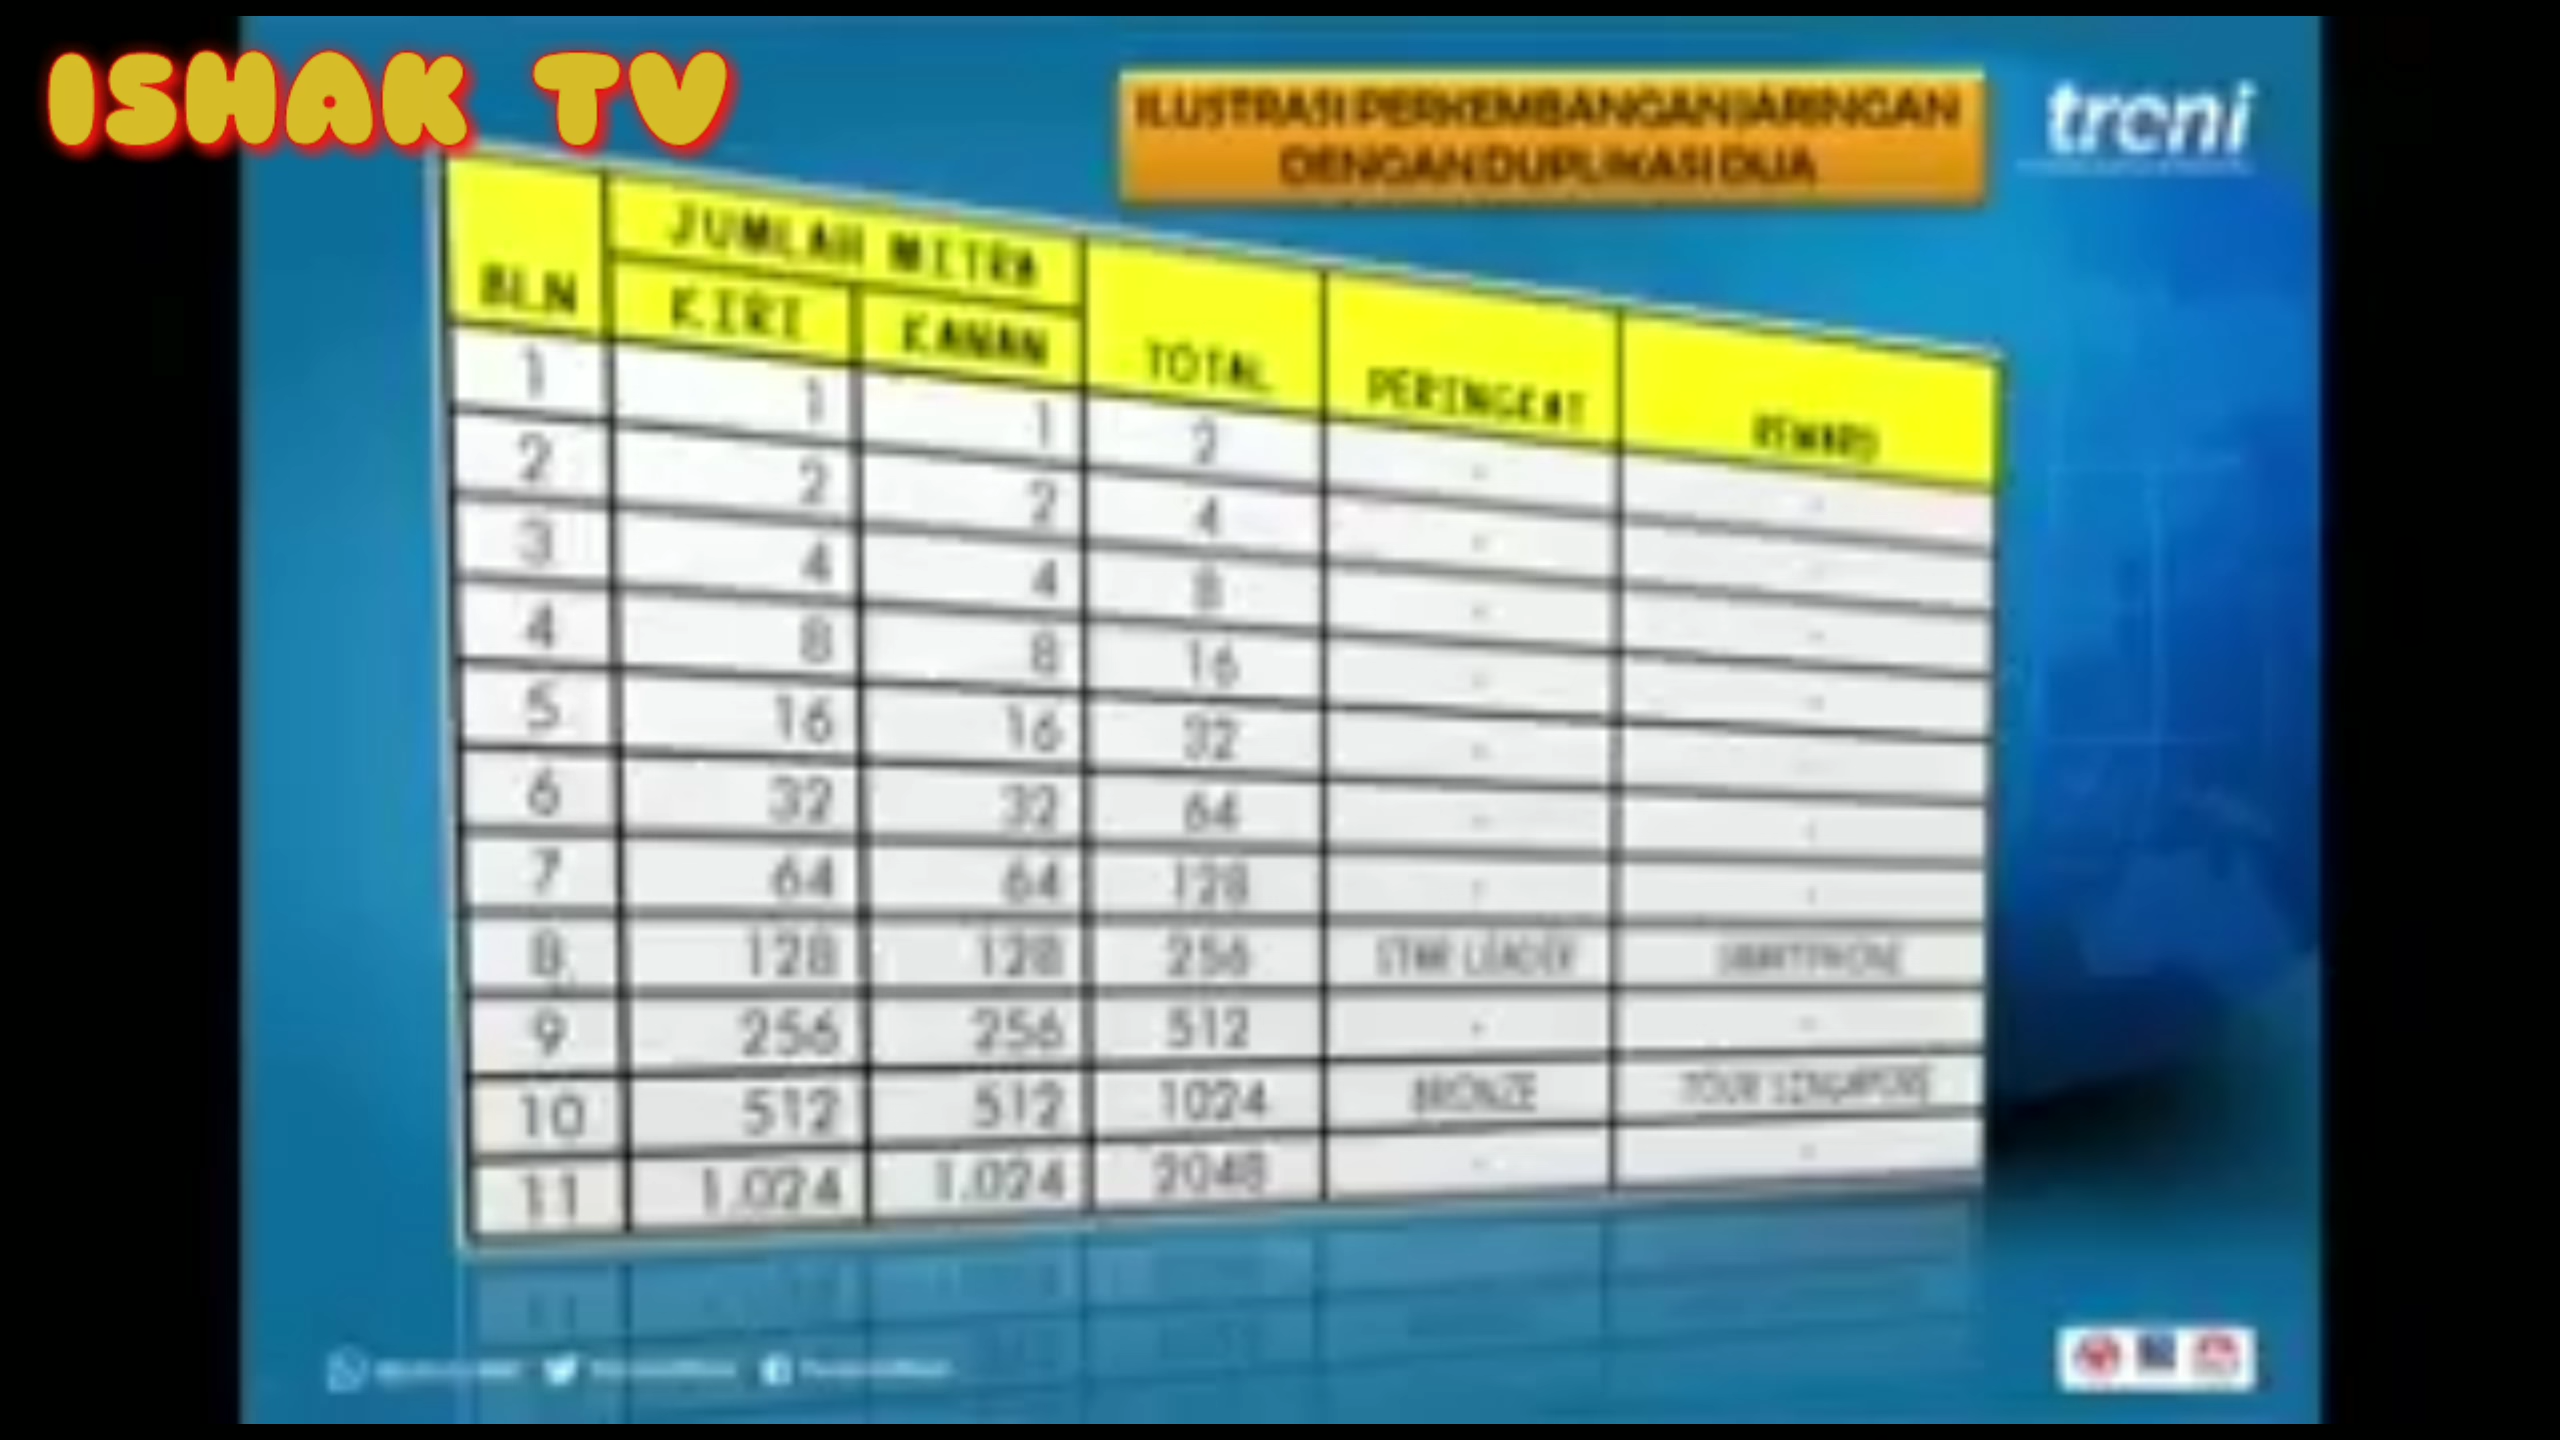 ISHAK TV
ILUSTRASI PERKEMBANGAN JARINGAN
DENGAN DUPLIKASI DUA
treni
BLN JUMLAH MITRA TOTAL PERINGKAT REWARD
KIRI KANAN
1 1 1 2 - -
2 2 2 4 - -
3 4 4 8 - -
4 8 8 16 - -
5 16 16 32 - -
6 32 32 64 - -
7 64 64 128 - -
8 128 128 256 STAR LEADER SMARTPHONE
9 256 256 512 - -
10 512 512 1024 BRONZE TOUR SINGAPORE
11 1.024 1.024 2048 - -